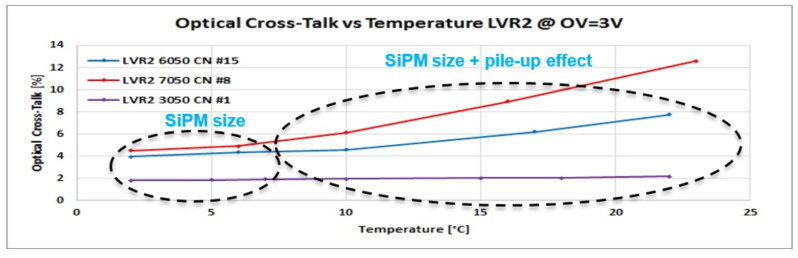 Optical Cross-Talk vs Temperature LVR2 @ OV=3V
Optical Cross-Talk [%]
14
12
10
8
6
4
2
0
LVR2 6050 CN #15
LVR2 7050 CN #8
LVR2 3050 CN #1
SiPM size
SiPM size + pile-up effect
0
5
10
15
20
25
Temperature [°C]